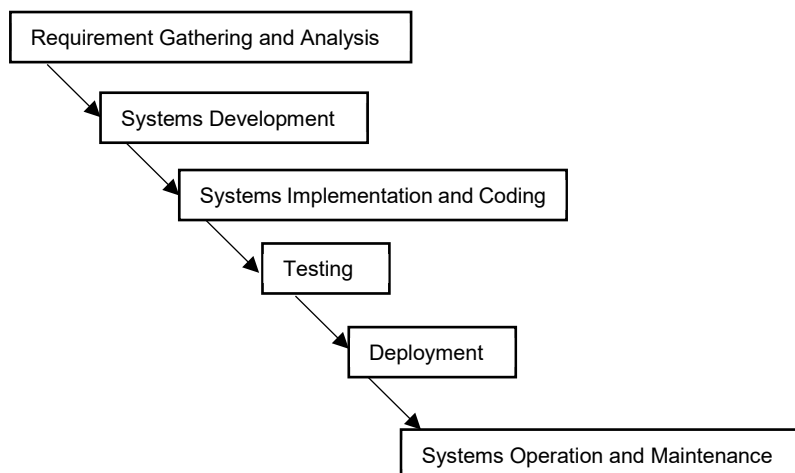 Requirement Gathering and Analysis
Systems Development
Systems Implementation and Coding
Testing
Deployment
Systems Operation and Maintenance